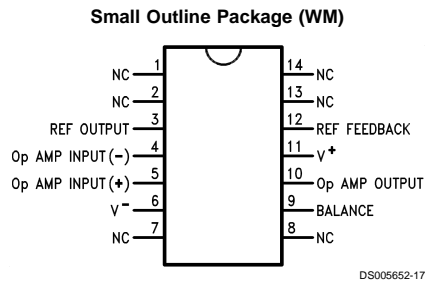 Small Outline Package (WM)
NC 1 14 NC
NC 2 13 NC
REF OUTPUT 3 12 REF FEEDBACK
Op AMP INPUT(-) 4 11 V+
Op AMP INPUT(+) 5 10 Op AMP OUTPUT
V- 6 9 BALANCE
NC 7 8 NC
DS005652-17